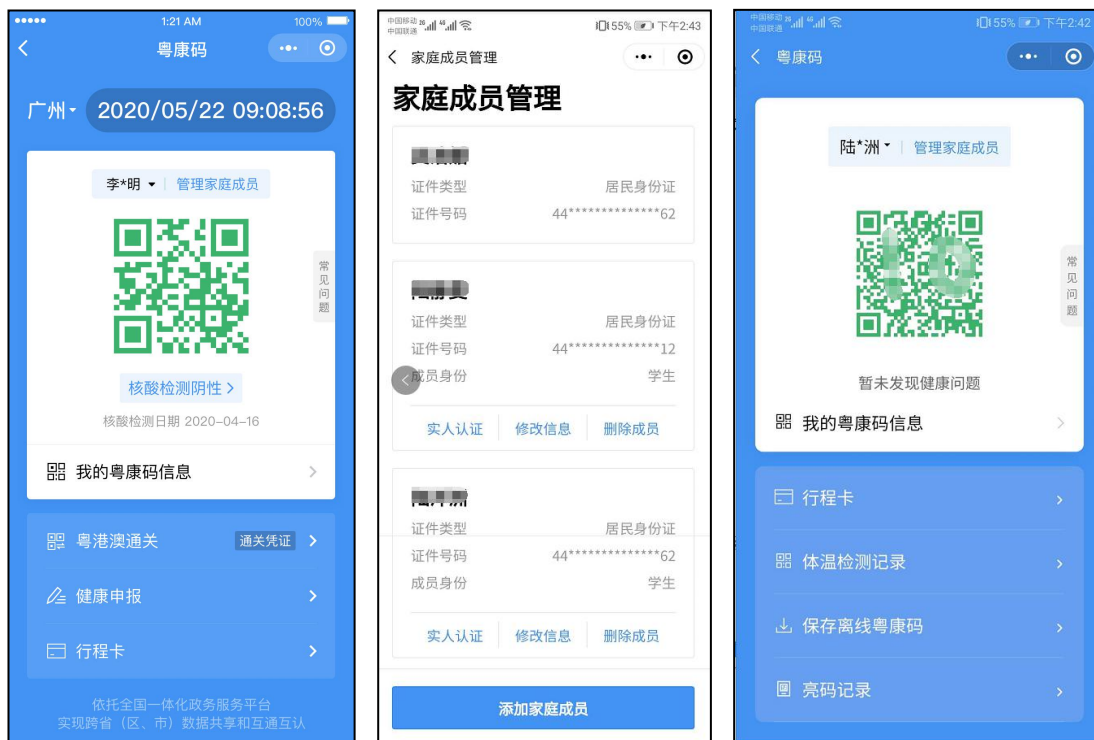 1:21 AM
100%
粤康码
广州
2020/05/22 09:08:56
李*明
管理家庭成员
常见问题
核酸检测阴性
核酸检测日期 2020-04-16
我的粤康码信息
粤港澳通关
通关凭证
健康申报
行程卡
依托全国一体化政务服务平台
实现跨省（区、市）数据共享和互通互认
中国移动 26 46
中国联通
55%
下午2:43
家庭成员管理
家庭成员管理
证件类型
居民身份证
证件号码
44**************62
证件类型
居民身份证
证件号码
44**************12
成员身份
学生
实人认证
修改信息
删除成员
证件类型
居民身份证
证件号码
44**************62
成员身份
学生
实人认证
修改信息
删除成员
添加家庭成员
中国移动 26 46
中国联通
55%
下午2:42
粤康码
陆*洲
管理家庭成员
常见问题
暂未发现健康问题
我的粤康码信息
行程卡
体温检测记录
保存离线粤康码
亮码记录